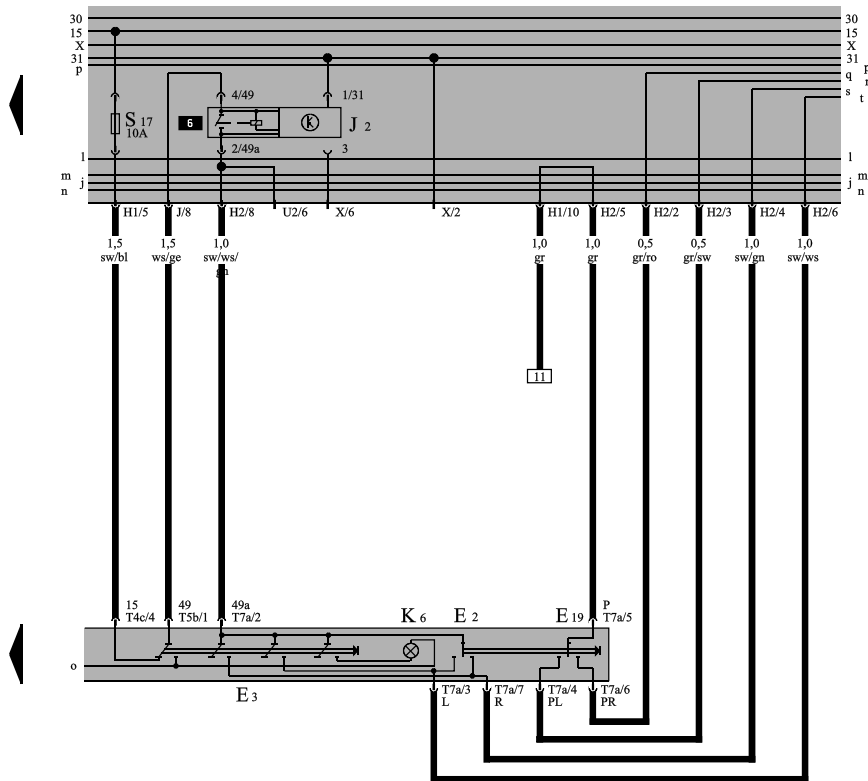 30 30
15 15
X X
31 31
p p
q
r
s
t
4/49 1/31
S 17
10A
6
J 2
2/49a 3
l l
m m
j j
n n
H1/5 J/8 H2/8 U2/6 X/6 X/2 H1/10 H2/5 H2/2 H2/3 H2/4 H2/6
1,5 1,5 1,0 1,0 1,0 0,5 0,5 1,0 1,0
sw/bl ws/ge sw/ws/ gr gr gr/ro gr/sw sw/gn sw/ws
gn
11
15 49 49a P
T4c/4 T5b/1 T7a/2 T7a/5
K 6 E 2 E 19
o
E 3
T7a/3 T7a/7 T7a/4 T7a/6
L R PL PR